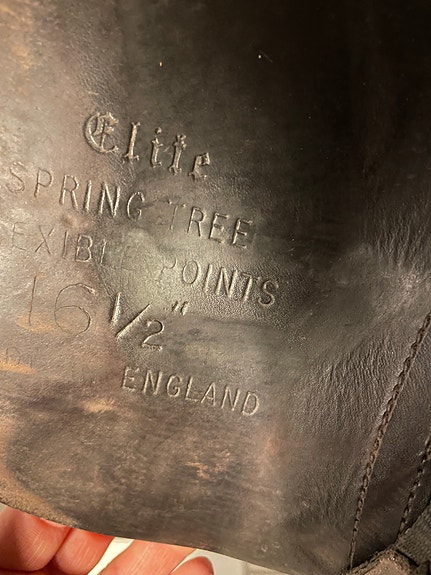 Elite
SPRING TREE
EXIBLE POINTS
16 1/2"
ENGLAND